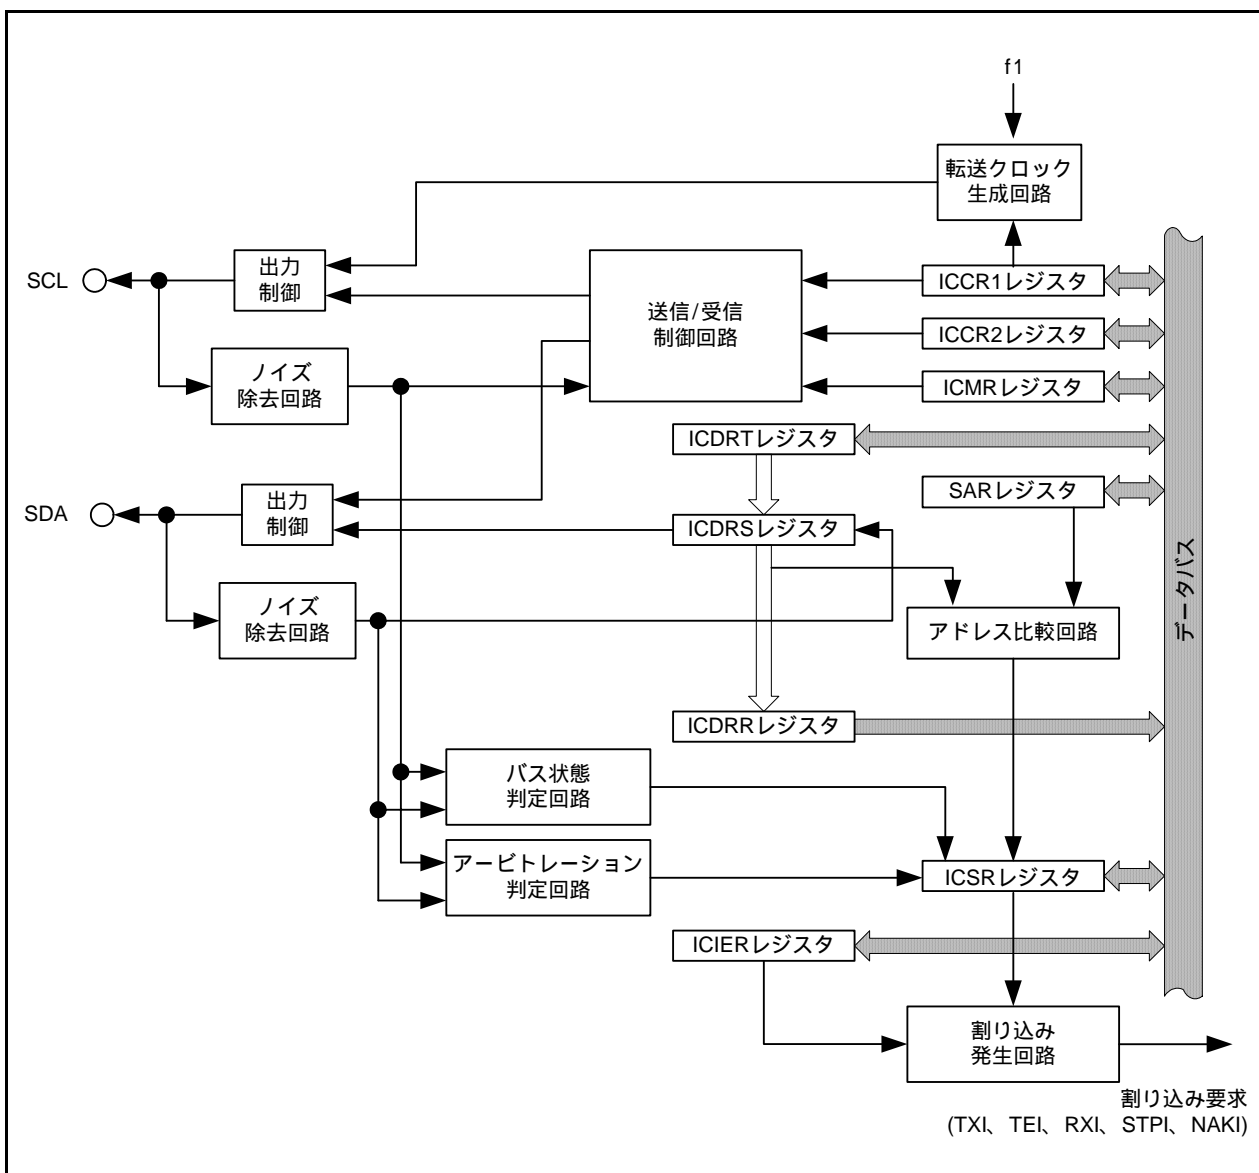 f1
転送クロック
生成回路
SCL
出力
制御
送信/受信
制御回路
ICCR1レジスタ
ICCR2レジスタ
ICMRレジスタ
ノイズ
除去回路
ICDRTレジスタ
SARレジスタ
SDA
出力
制御
ICDRSレジスタ
データバス
ノイズ
除去回路
アドレス比較回路
ICDRRレジスタ
バス状態
判定回路
アービトレーション
判定回路
ICSRレジスタ
ICIERレジスタ
割り込み
発生回路
割り込み要求
(TXI、TEI、RXI、STPI、NAKI)